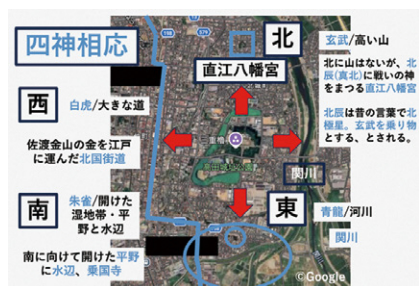 四神相応
北
玄武/高い山
直江八幡宮
北に山はないが、北
辰(真北)に戦いの神
をまつる直江八幡宮
北辰は昔の言葉で北
極星。玄武を乗り物
とする、とされる。
西
白虎/大きな道
佐渡金山の金を江戸
に運んだ北国街道
関川
南
朱雀/開けた
湿地帯・平
野と水辺
南に向けて開けた平野
に水辺、乗国寺
東
青龍/河川
関川
©Google